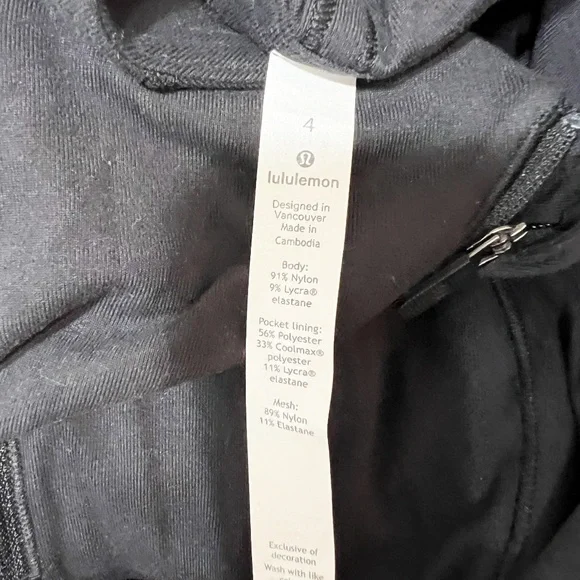 4
lululemon
Designed in
Vancouver
Made in
Cambodia
Body:
91% Nylon
9% Lycra®
elastane
Pocket lining:
56% Polyester
33% Coolmax®
polyester
11% Lycra®
elastane
Mesh:
89% Nylon
11% Elastane
Exclusive of
decoration
Wash with like